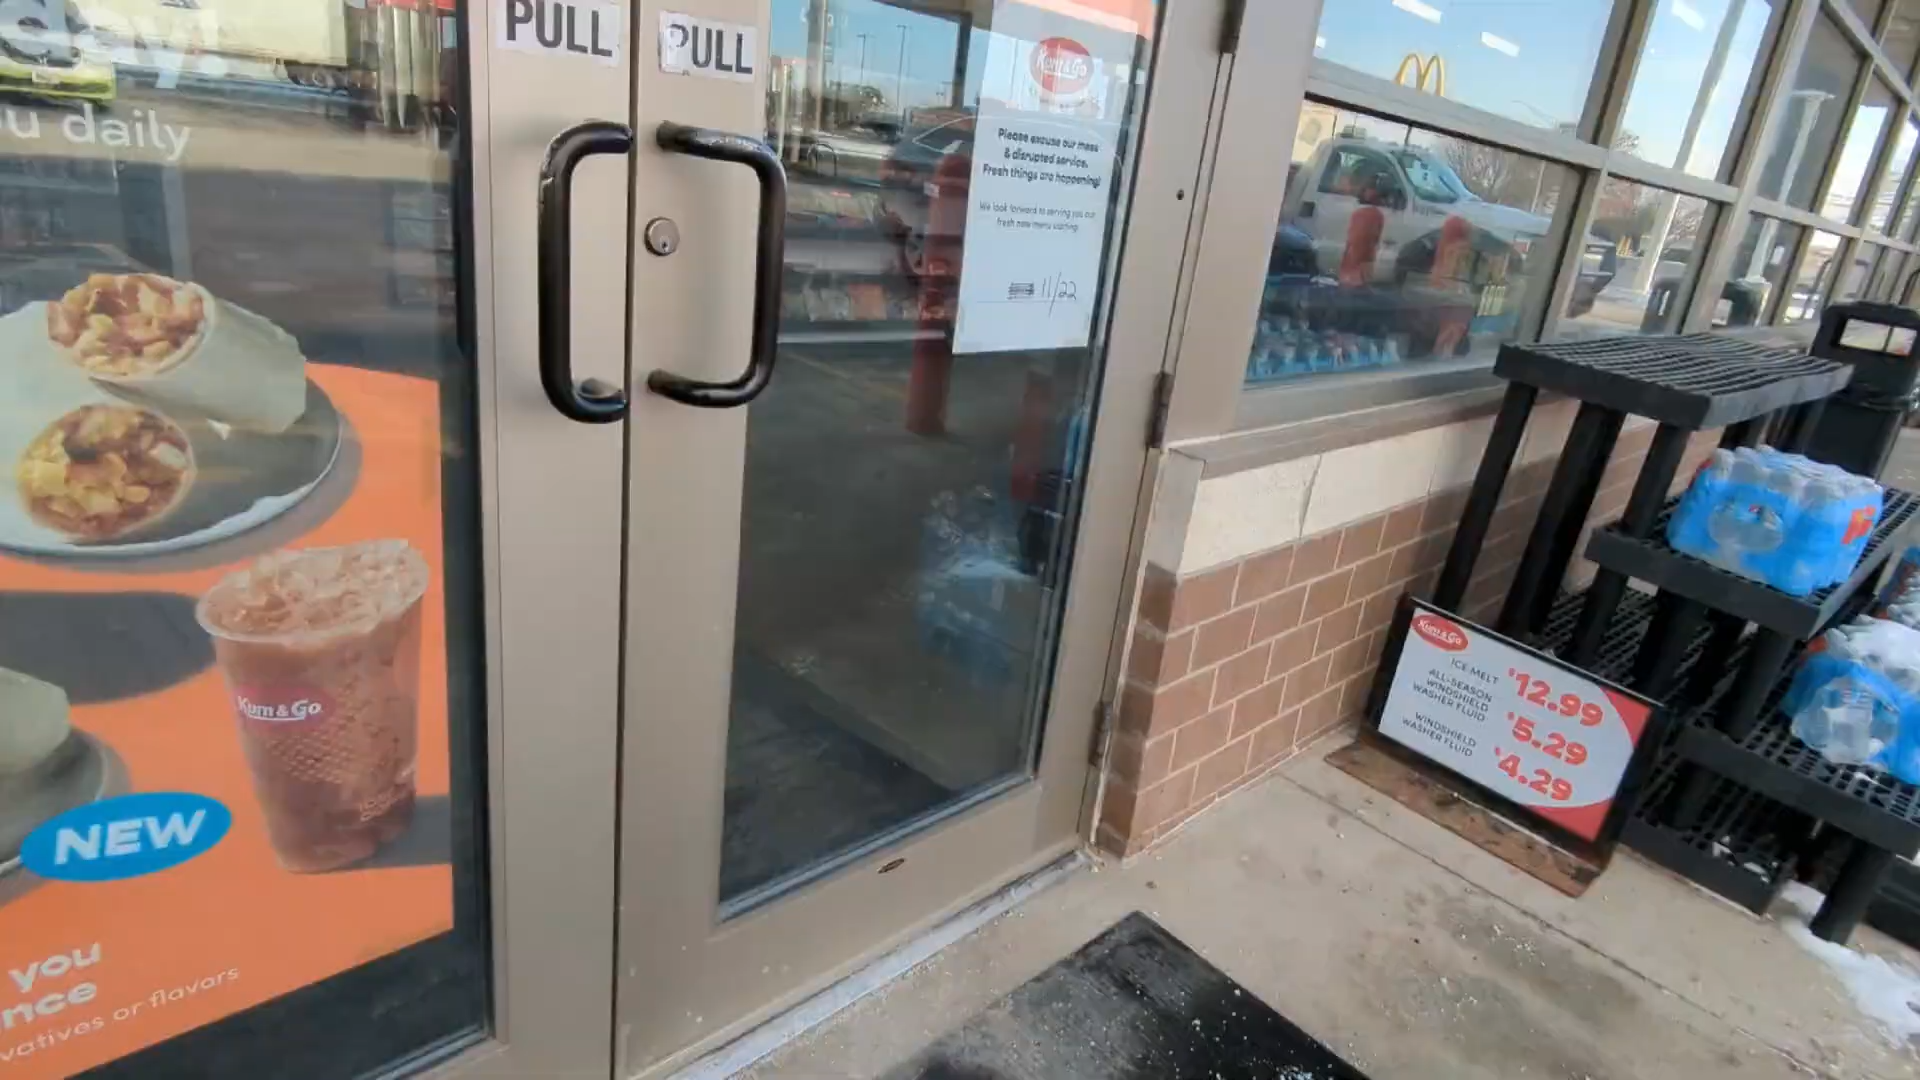 day!
u daily
PULL
PULL
Kum & Go
Please excuse our mess
& disrupted service.
Fresh things are happening!
We look forward to serving you our
fresh new menu starting:
11/22
Kum & Go
NEW
you
nce
vatives or flavors
Kum & Go
ICE MELT $12.99
ALL-SEASON
WINDSHIELD
WASHER FLUID $5.29
WINDSHIELD
WASHER FLUID $4.29